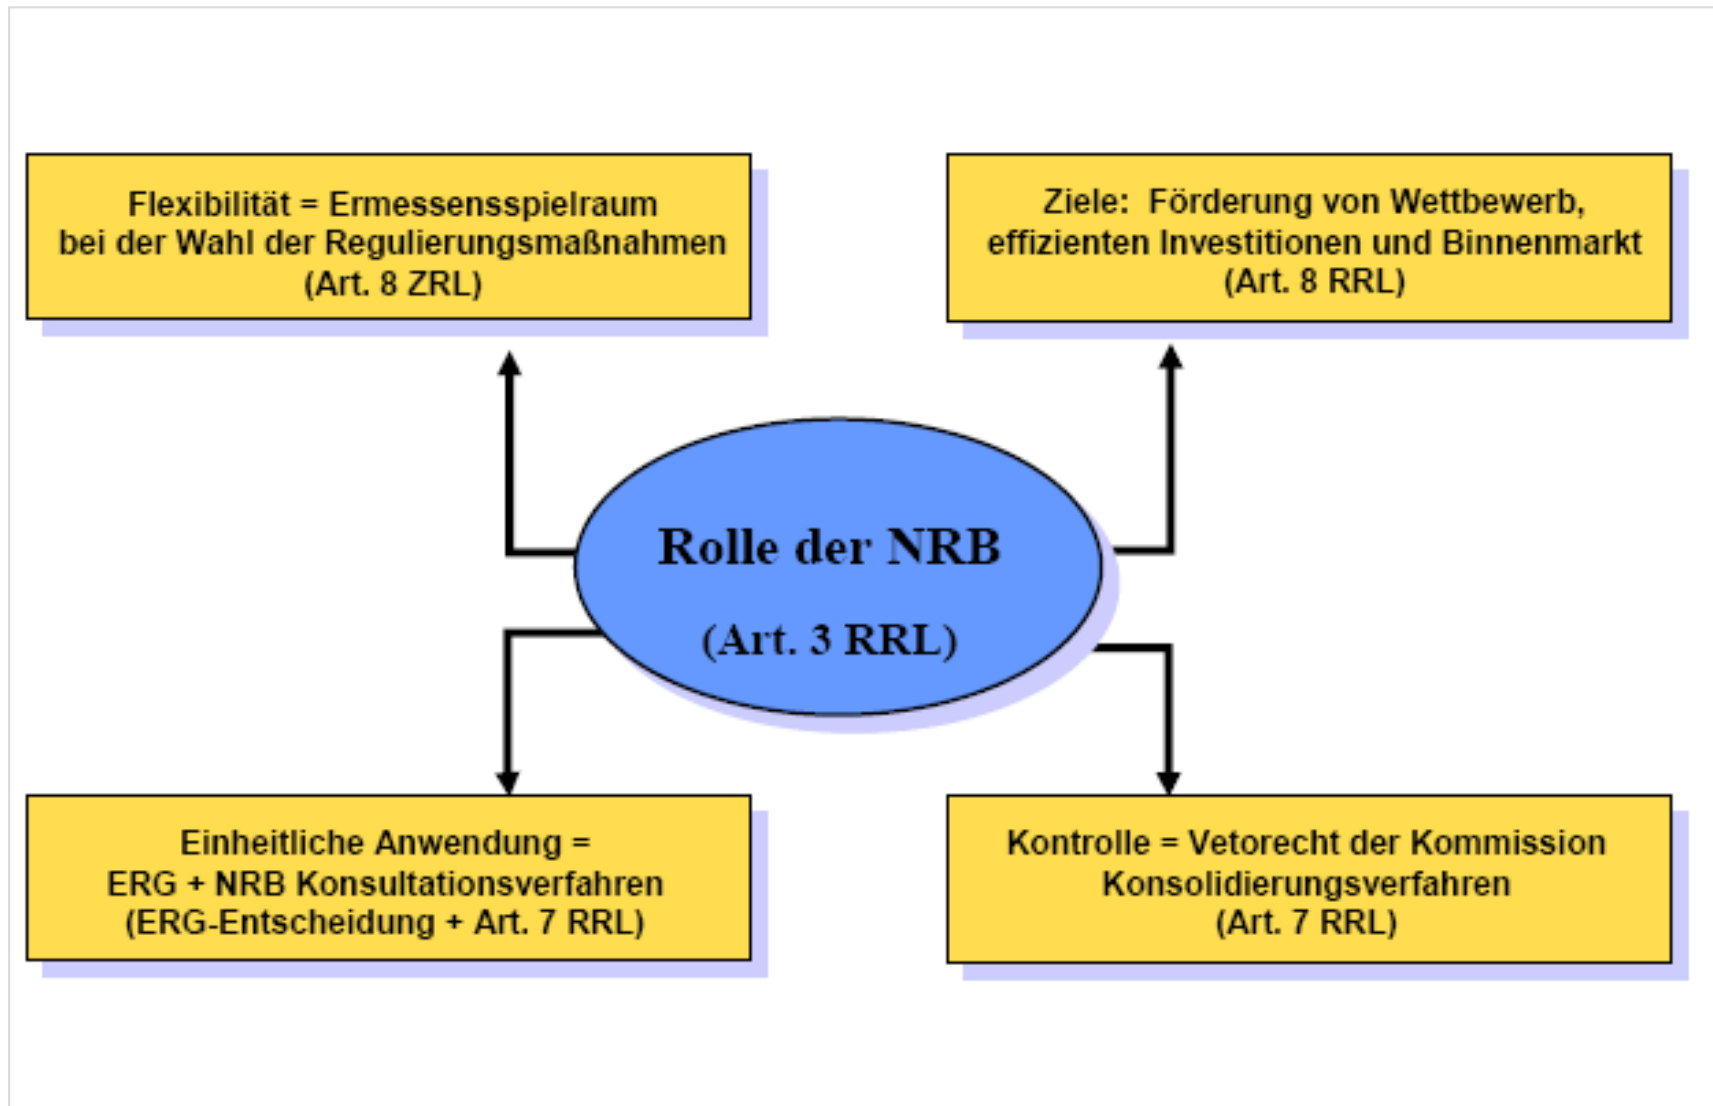 Flexibilität = Ermessensspielraum
bei der Wahl der Regulierungsmaßnahmen
(Art. 8 ZRL)
Ziele: Förderung von Wettbewerb,
effizienten Investitionen und Binnenmarkt
(Art. 8 RRL)
Rolle der NRB
(Art. 3 RRL)
Einheitliche Anwendung =
ERG + NRB Konsultationsverfahren
(ERG-Entscheidung + Art. 7 RRL)
Kontrolle = Vetorecht der Kommission
Konsolidierungsverfahren
(Art. 7 RRL)